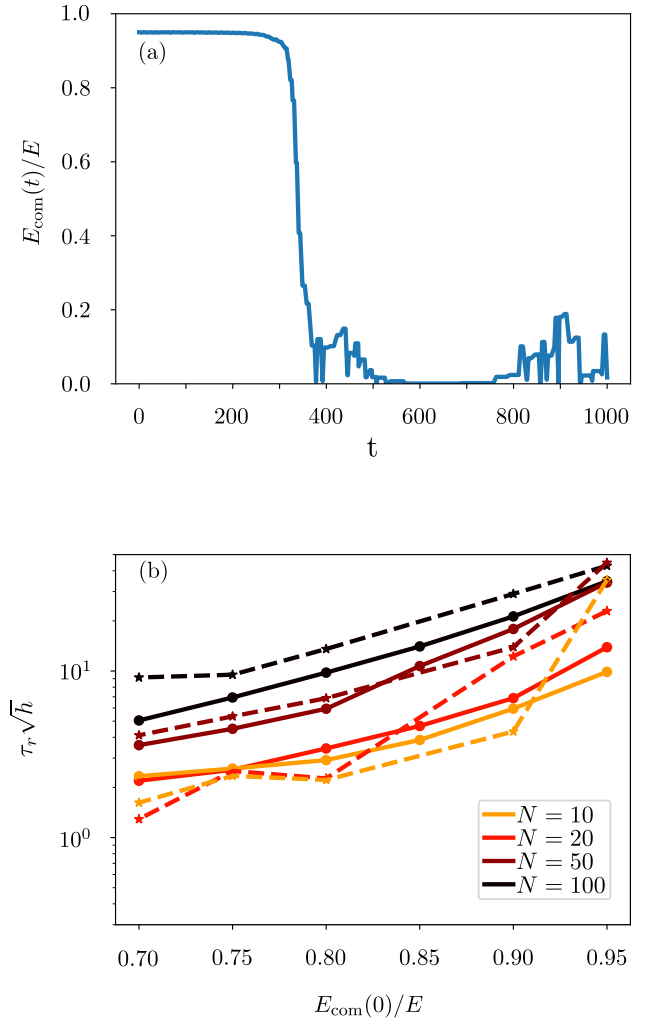 1.0
(a)
0.8
0.6
E_com(t)/E
0.4
0.2
0.0
0 200 400 600 800 1000
t
(b)
10^1
τ_r√h
10^0
N = 10
N = 20
N = 50
N = 100
0.70 0.75 0.80 0.85 0.90 0.95
E_com(0)/E